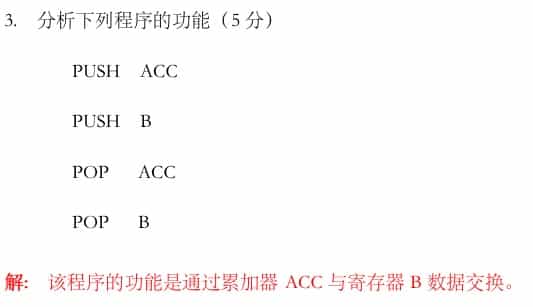 3. 分析下列程序的功能（5 分）
PUSH ACC
PUSH B
POP ACC
POP B
解: 该程序的功能是通过累加器 ACC 与寄存器 B 数据交换。